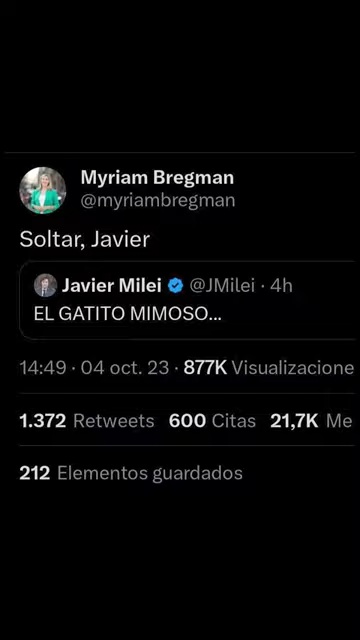 Myriam Bregman
@myriambregman
Soltar, Javier
Javier Milei @JMilei · 4h
EL GATITO MIMOSO...
14:49 · 04 oct. 23 · 877K Visualizacione
1.372 Retweets 600 Citas 21,7K Me
212 Elementos guardados